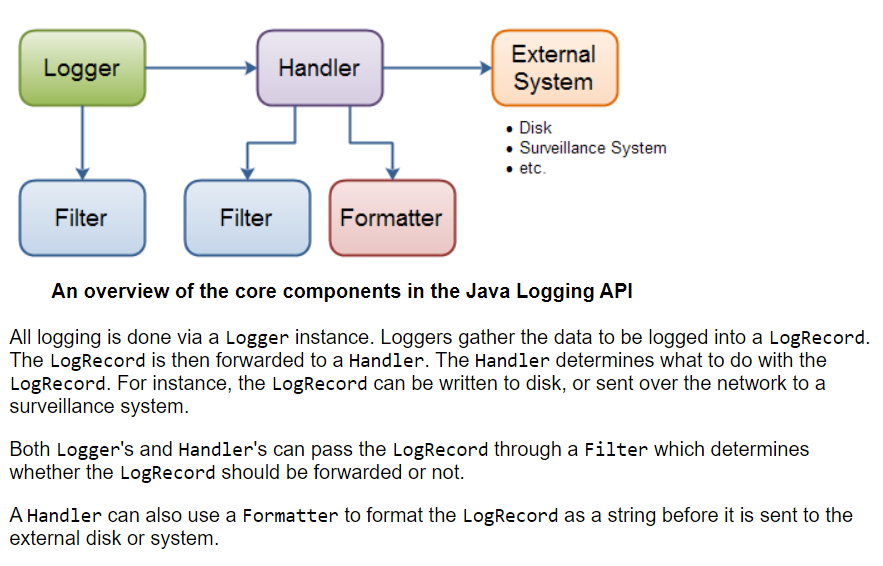 Logger
Handler
External
System
• Disk
• Surveillance System
• etc.
Filter
Filter
Formatter
An overview of the core components in the Java Logging API
All logging is done via a Logger instance. Loggers gather the data to be logged into a LogRecord.
The LogRecord is then forwarded to a Handler. The Handler determines what to do with the
LogRecord. For instance, the LogRecord can be written to disk, or sent over the network to a
surveillance system.
Both Logger's and Handler's can pass the LogRecord through a Filter which determines
whether the LogRecord should be forwarded or not.
A Handler can also use a Formatter to format the LogRecord as a string before it is sent to the
external disk or system.